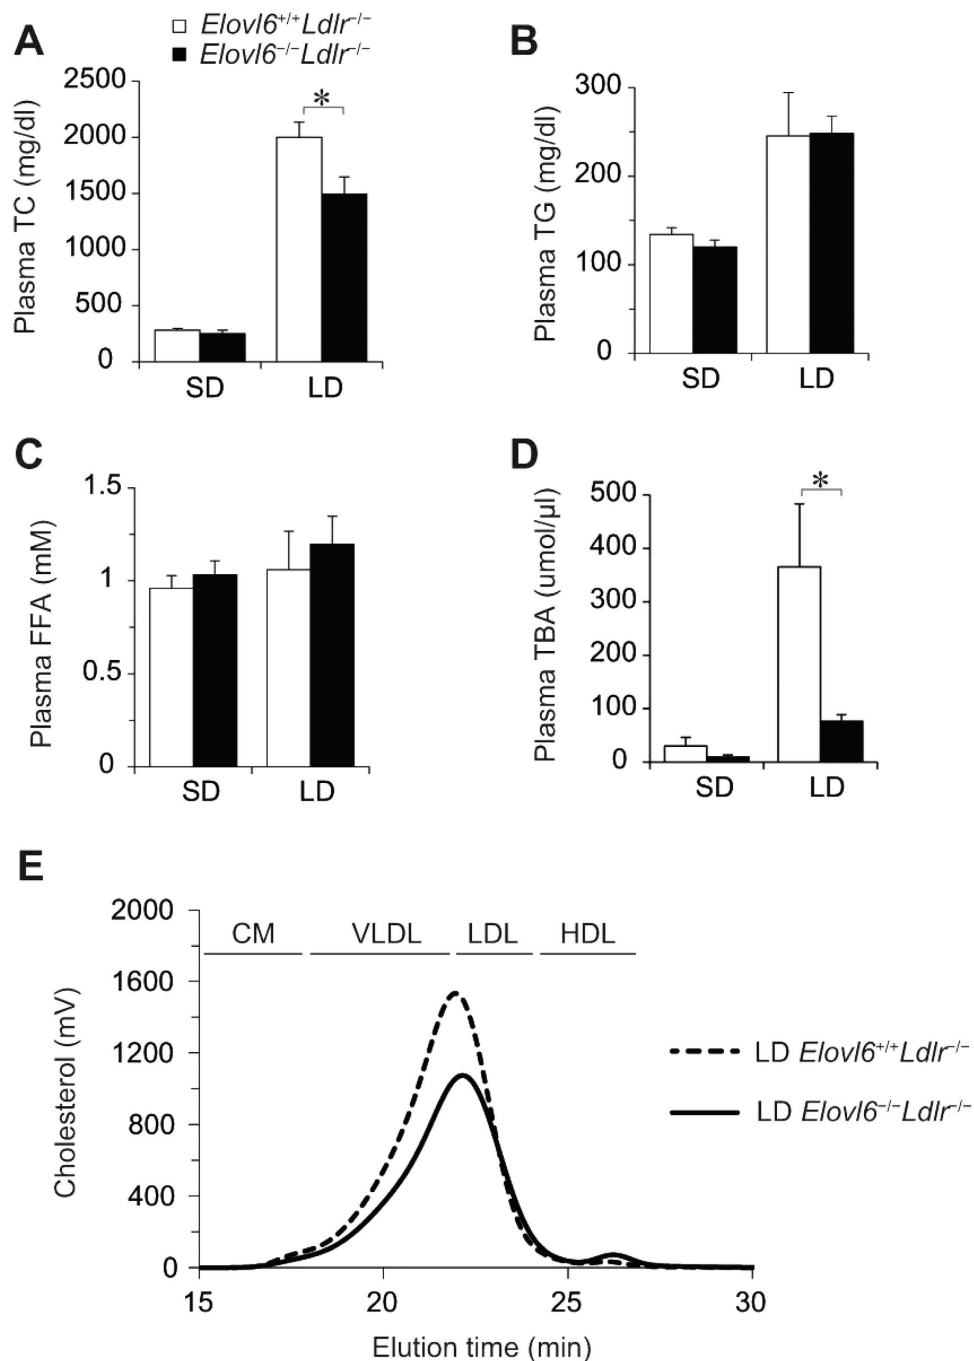 A
Elovl6+/+Ldlr−/−
Elovl6−/−Ldlr−/−
Plasma TC (mg/dl)
2500
2000
1500
1000
500
0
*
SD
LD
B
Plasma TG (mg/dl)
300
200
100
0
SD
LD
C
Plasma FFA (mM)
1.5
1
0.5
0
SD
LD
D
Plasma TBA (umol/µl)
500
400
300
200
100
0
*
SD
LD
E
Cholesterol (mV)
2000
1600
1200
800
400
0
CM
VLDL
LDL
HDL
LD Elovl6+/+Ldlr−/−
LD Elovl6−/−Ldlr−/−
15
20
25
30
Elution time (min)